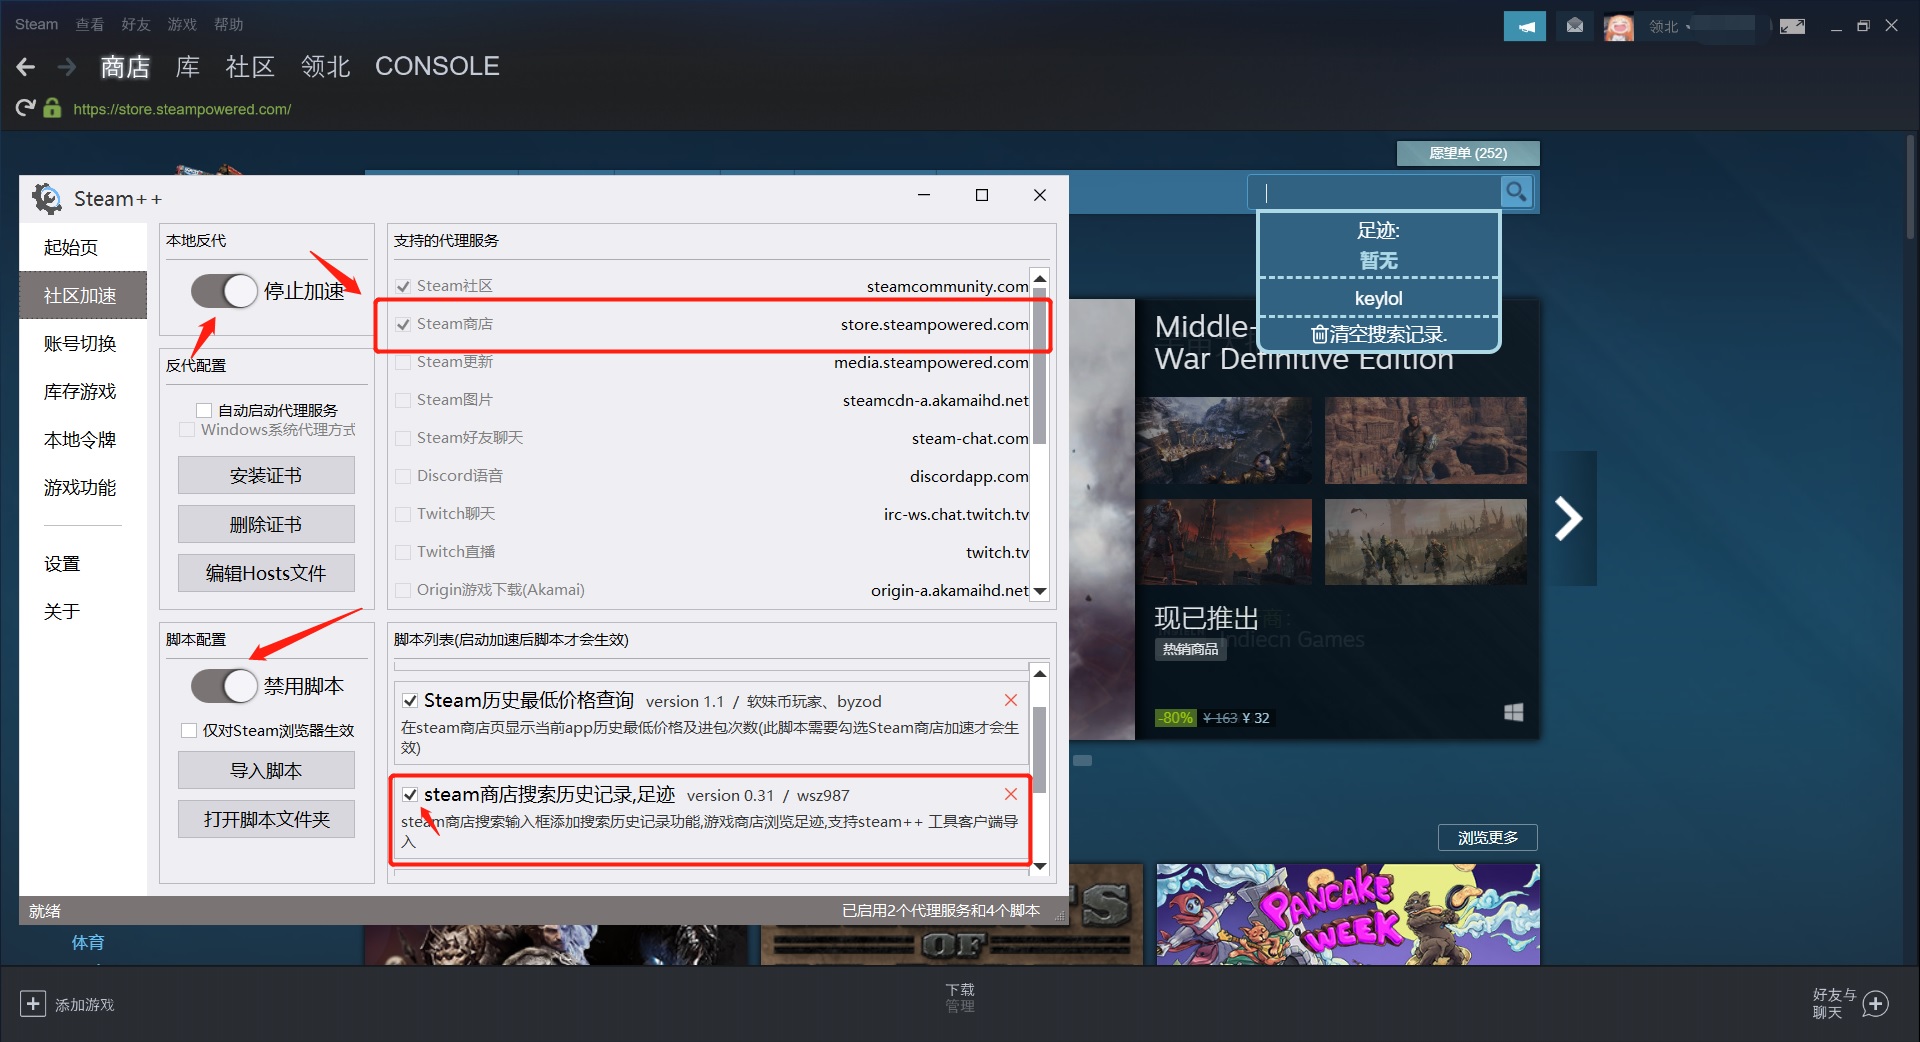 Steam 查看 好友 游戏 帮助
领北
商店 库 社区 领北 CONSOLE
https://store.steampowered.com/
愿望单 (252)
足迹:
暂无
keylol
清空搜索记录.
Steam++
起始页
社区加速
账号切换
库存游戏
本地令牌
游戏功能
设置
关于
本地反代
停止加速
反代配置
自动启动代理服务
Windows系统代理方式
安装证书
删除证书
编辑Hosts文件
脚本配置
禁用脚本
仅对Steam浏览器生效
导入脚本
打开脚本文件夹
支持的代理服务
Steam社区 steamcommunity.com
Steam商店 store.steampowered.com
Steam更新 media.steampowered.com
Steam图片 steamcdn-a.akamaihd.net
Steam好友聊天 steam-chat.com
Discord语音 discordapp.com
Twitch聊天 irc-ws.chat.twitch.tv
Twitch直播 twitch.tv
Origin游戏下载(Akamai) origin-a.akamaihd.net
脚本列表(启动加速后脚本才会生效)
Steam历史最低价格查询 version 1.1 / 软妹币玩家、byzod
在steam商店页显示当前app历史最低价格及进包次数(此脚本需要勾选Steam商店加速才会生
效)
steam商店搜索历史记录,足迹 version 0.31 / wsz987
steam商店搜索输入框添加搜索历史记录功能,游戏商店浏览足迹,支持steam++ 工具客户端导
入
就绪
已启用2个代理服务和4个脚本
Middle-
War Definitive Edition
现已推出
商:
Indiecn Games
热销商品
-80% ¥ 163 ¥ 32
浏览更多
体育
S
OF
PANCAKE
WEEK
添加游戏
下载
管理
好友与
聊天